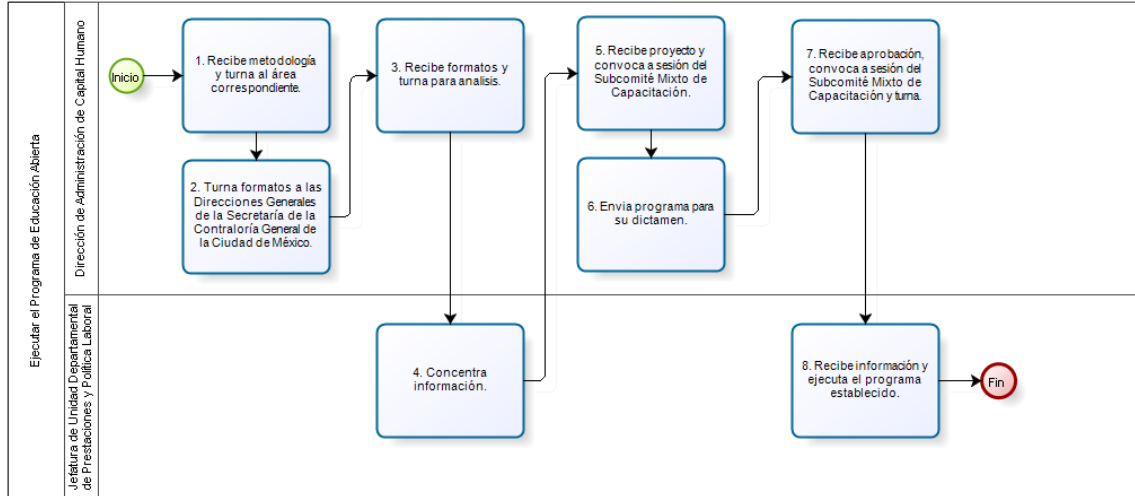 Ejecutar el Programa de Educación Abierta
Dirección de Administración de Capital Humano
Inicio
1. Recibe metodología
y turna al área
correspondiente.
2. Turna formatos a las
Direcciones Generales
de la Secretaría de la
Contraloría General de
la Ciudad de México.
3. Recibe formatos y
turna para analisis.
5. Recibe proyecto y
convoca a sesión del
Subcomité Mixto de
Capacitación.
6. Envia programa para
su dictamen.
7. Recibe aprobación,
convoca a sesión del
Subcomité Mixto de
Capacitación y turna.
Jefatura de Unidad Departamental
de Prestaciones y Política Laboral
4. Concentra
información.
8. Recibe información y
ejecuta el programa
establecido.
Fin